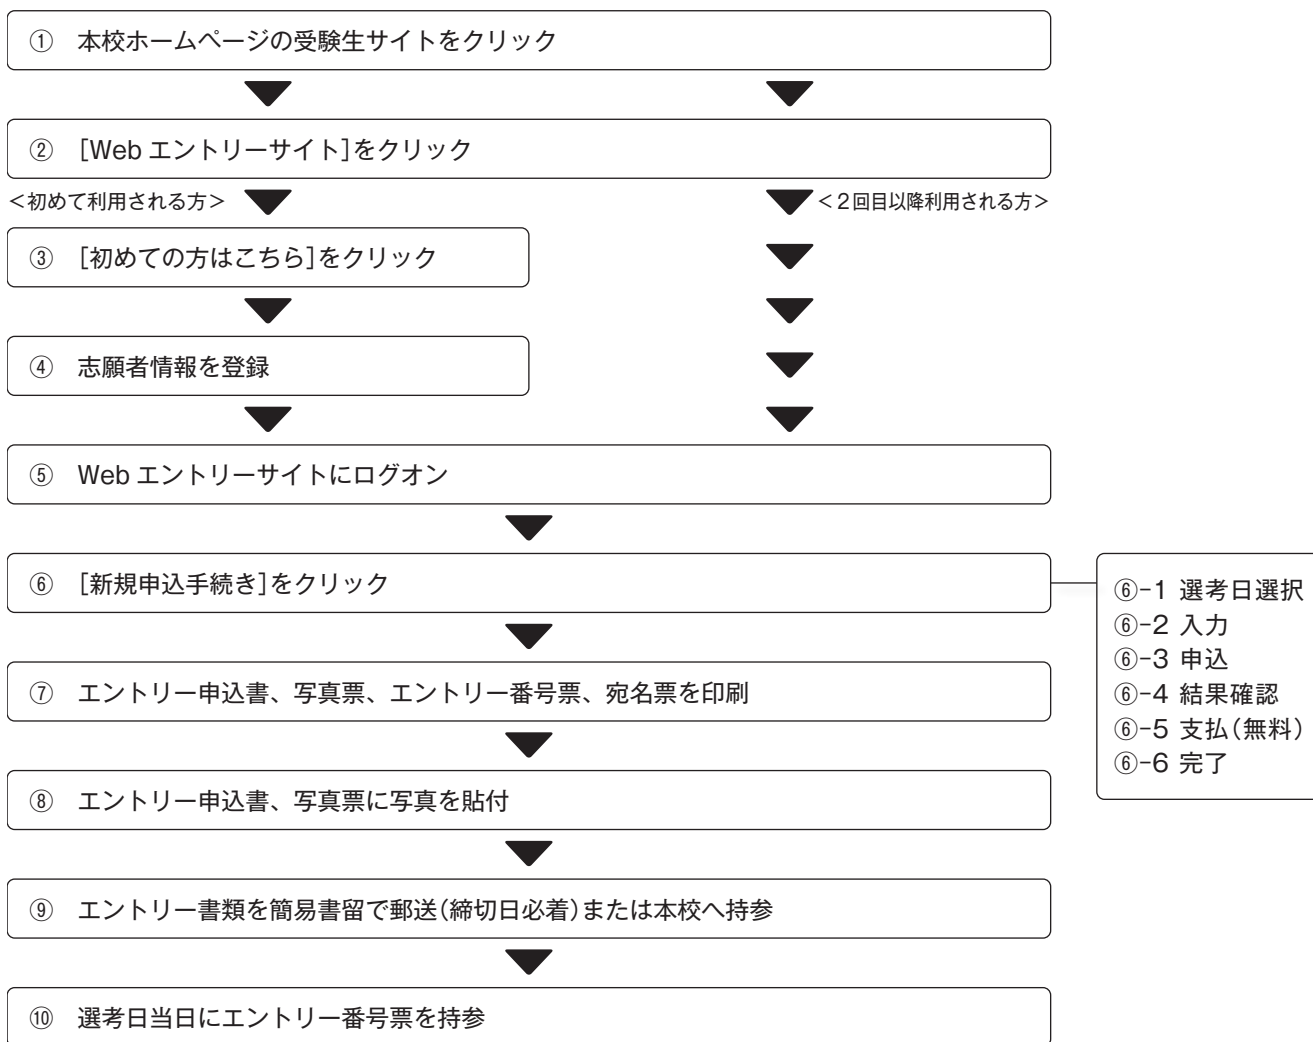 ① 本校ホームページの受験生サイトをクリック
② [Web エントリーサイト]をクリック
＜初めて利用される方＞
＜２回目以降利用される方＞
③ [初めての方はこちら]をクリック
④ 志願者情報を登録
⑤ Web エントリーサイトにログオン
⑥ [新規申込手続き]をクリック
⑥-1 選考日選択
⑥-2 入力
⑥-3 申込
⑥-4 結果確認
⑥-5 支払(無料)
⑥-6 完了
⑦ エントリー申込書、写真票、エントリー番号票、宛名票を印刷
⑧ エントリー申込書、写真票に写真を貼付
⑨ エントリー書類を簡易書留で郵送(締切日必着)または本校へ持参
⑩ 選考日当日にエントリー番号票を持参